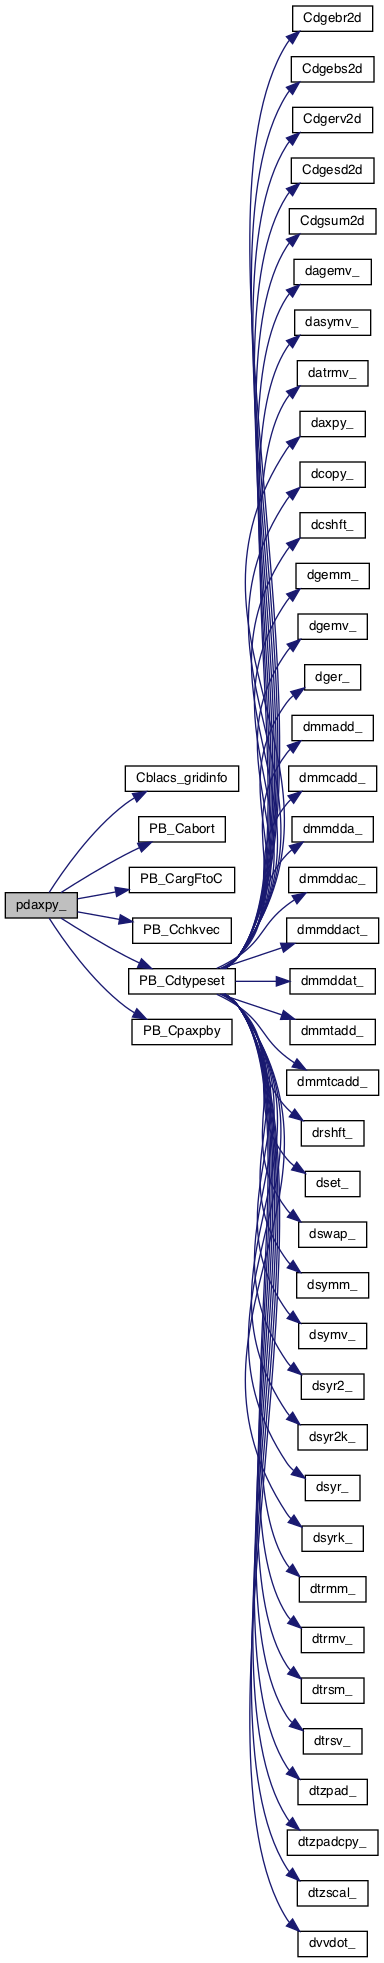 Cdgebr2d
Cdgebs2d
Cdgerv2d
Cdgesd2d
Cdgsum2d
dagemv_
dasymv_
datrmv_
daxpy_
dcopy_
dcshft_
dgemm_
dgemv_
dger_
dmmadd_
Cblacs_gridinfo
dmmcadd_
PB_Cabort
dmmdda_
PB_CargFtoC
dmmddac_
pdaxpy_
PB_Cchkvec
dmmddact_
PB_Cdtypeset
dmmddat_
PB_Cpaxpby
dmmtadd_
dmmtcadd_
drshft_
dset_
dswap_
dsymm_
dsymv_
dsyr2_
dsyr2k_
dsyr_
dsyrk_
dtrmm_
dtrmv_
dtrsm_
dtrsv_
dtzpad_
dtzpadcpy_
dtzscal_
dvvdot_